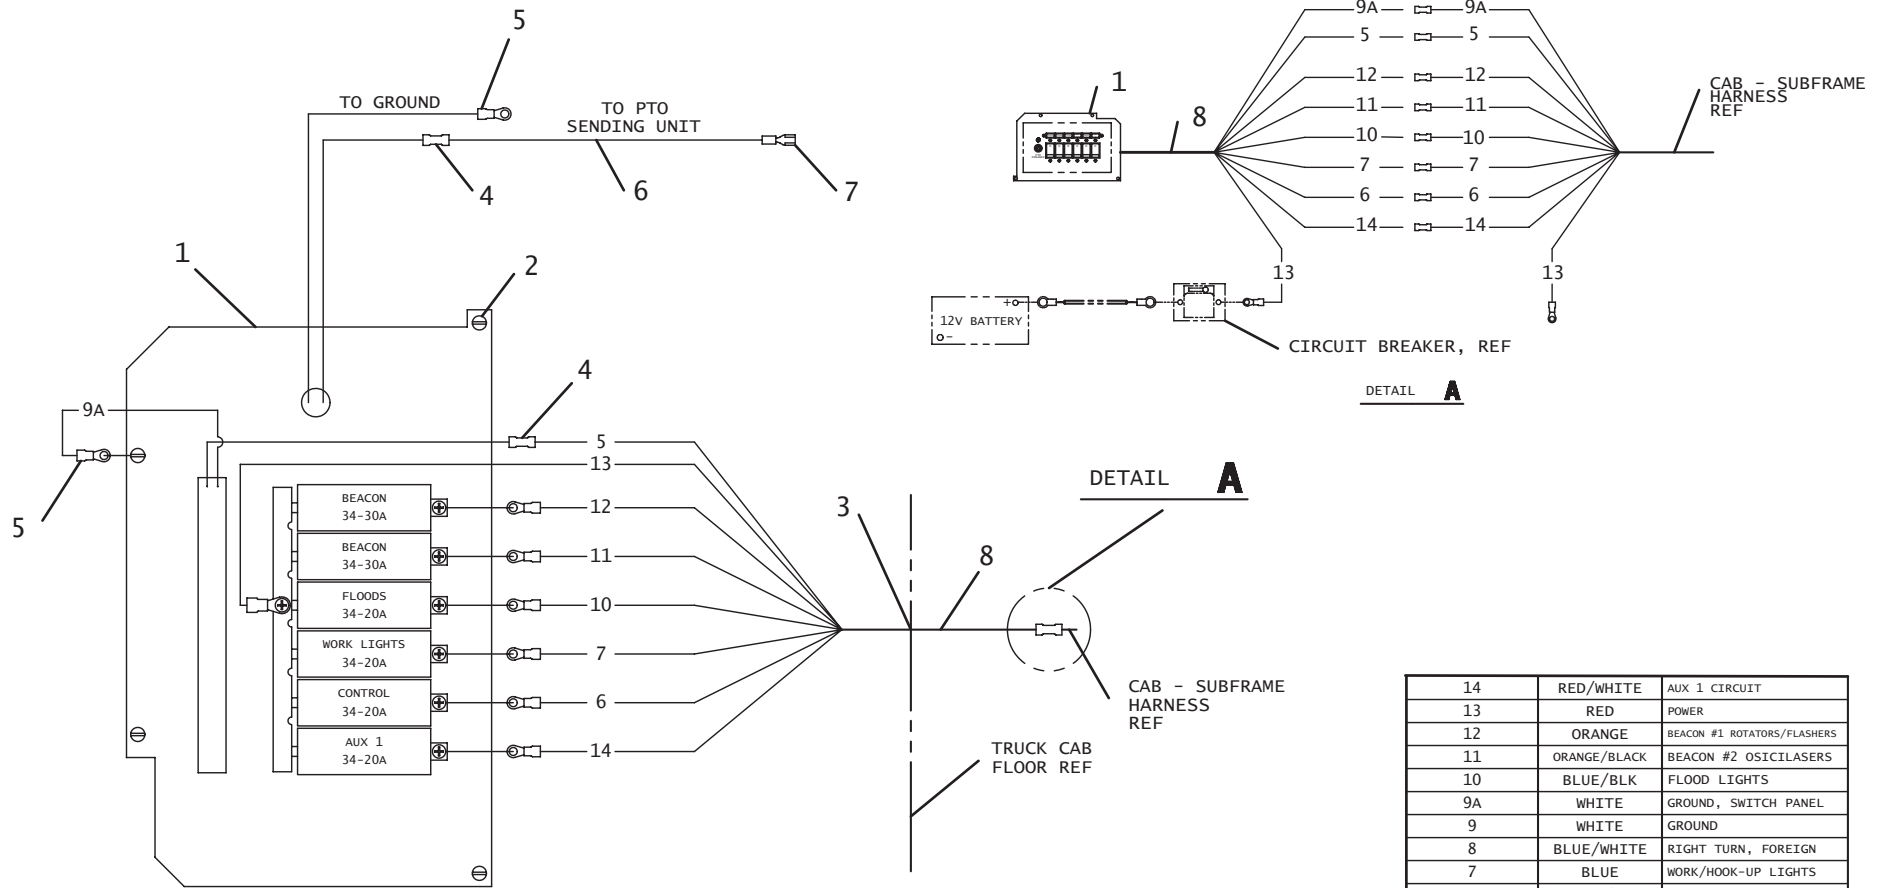 5
TO GROUND
TO PTO
SENDING UNIT
4
6
7
1
2
9A
5
4
5
13
BEACON
34-30A
12
BEACON
34-30A
11
FLOODS
34-20A
10
WORK LIGHTS
34-20A
7
CONTROL
34-20A
6
AUX 1
34-20A
14
3
8
TRUCK CAB
FLOOR REF
DETAIL A
CAB - SUBFRAME
HARNESS
REF
1
8
9A 9A
5 5
12 12
11 11
10 10
7 7
6 6
14 14
13 13
CAB - SUBFRAME
HARNESS
REF
+
12V BATTERY
-
CIRCUIT BREAKER, REF
DETAIL A
14 RED/WHITE AUX 1 CIRCUIT
13 RED POWER
12 ORANGE BEACON #1 ROTATORS/FLASHERS
11 ORANGE/BLACK BEACON #2 OSICILASERS
10 BLUE/BLK FLOOD LIGHTS
9A WHITE GROUND, SWITCH PANEL
9 WHITE GROUND
8 BLUE/WHITE RIGHT TURN, FOREIGN
7 BLUE WORK/HOOK-UP LIGHTS